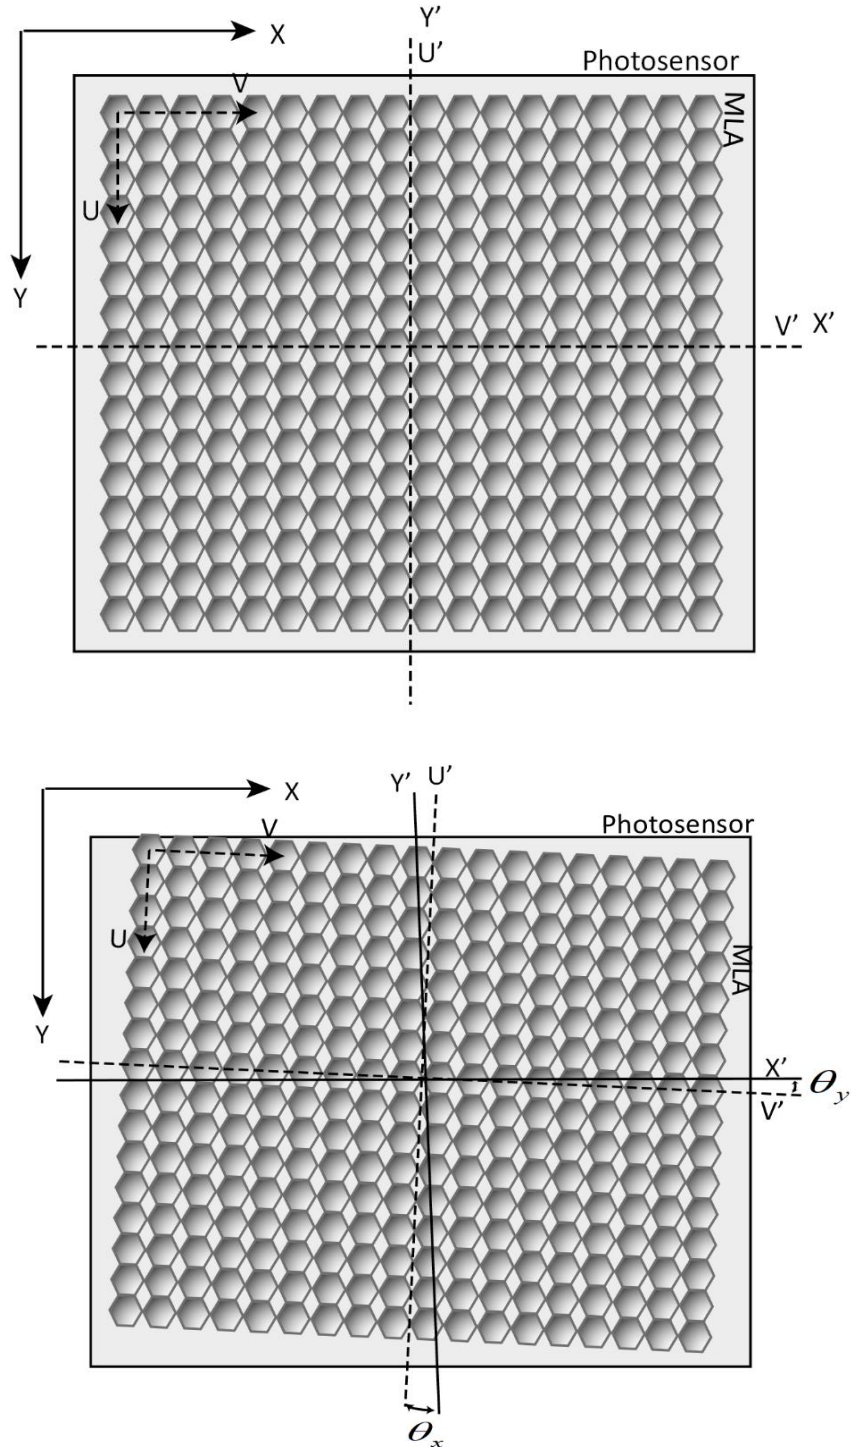 Y'
X
U'
Photosensor
V
MLA
U
Y
V' X'
Y' U'
X
Photosensor
V
U
MLA
Y
X'
θy
V'
θx